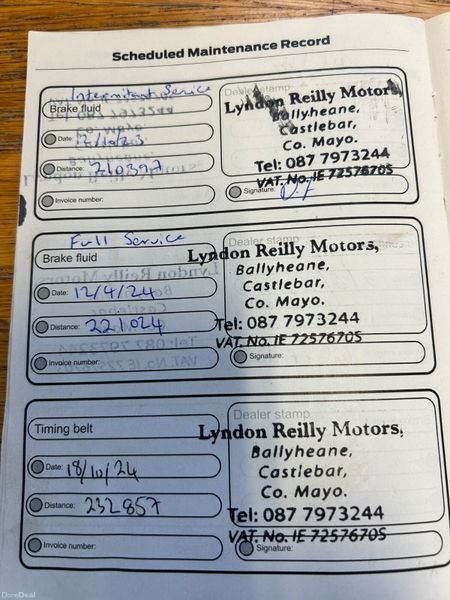 Scheduled Maintenance Record
Intermitant Service
Brake fluid
Date:
Distance: 210397
Invoice number:
Dealer stamp
Lyndon Reilly Motors,
Ballyheane,
Castlebar,
Co. Mayo.
Tel: 087 7973244
VAT. No. IE 7257670S
Signature:
Full Service
Brake fluid
Date: 12/4/24
Distance: 221024
Invoice number:
Dealer stamp
Lyndon Reilly Motors,
Ballyheane,
Castlebar,
Co. Mayo.
Tel: 087 7973244
VAT. No. IE 7257670S
Signature:
Timing belt
Date: 18/10/24
Distance: 232857
Invoice number:
Dealer stamp
Lyndon Reilly Motors,
Ballyheane,
Castlebar,
Co. Mayo.
Tel: 087 7973244
VAT. No. IE 7257670S
Signature:
DoneDeal